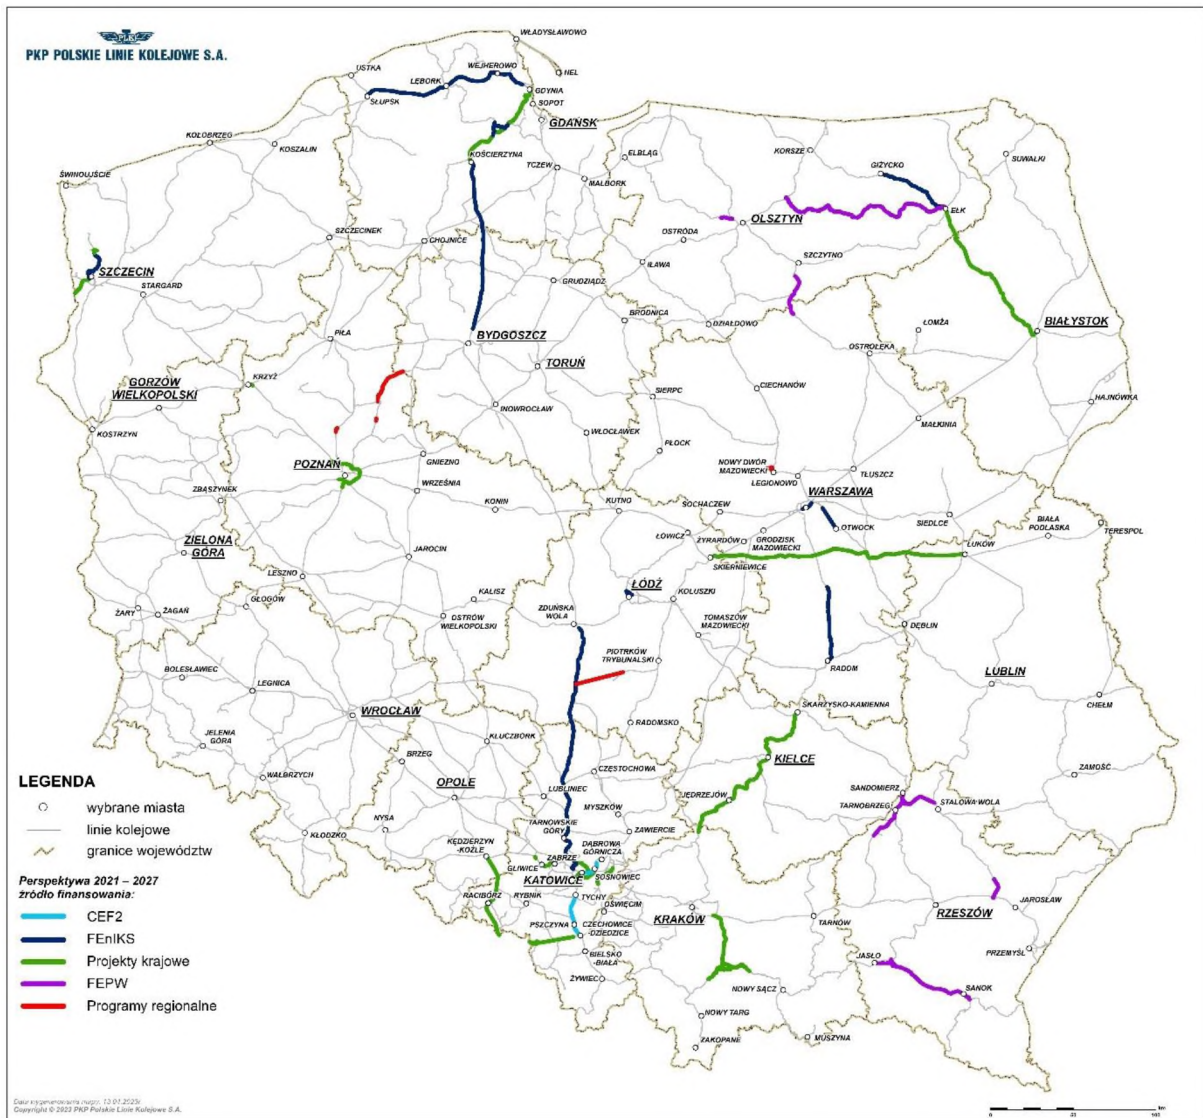 PKP POLSKIE LINIE KOLEJOWE S.A.
WŁADYSŁAWOWO
USTKA
LĘBORK
WEJHEROWO
HEL
SŁUPSK
GDYNIA
SOPOT
GDAŃSK
KOŁOBRZEG
KOSZALIN
KOŚCIERZYNA
TCZEW
ELBLĄG
MALBORK
KORSZE
GIŻYCKO
SUWAŁKI
ŚWINOUJŚCIE
EŁK
OLSZTYN
OSTRÓDA
SZCZECINEK
CHOJNICE
IŁAWA
SZCZYTNO
SZCZECIN
STARGARD
GRUDZIĄDZ
BRODNICA
DZIAŁDOWO
ŁOMŻA
BIAŁYSTOK
PIŁA
BYDGOSZCZ
TORUŃ
OSTROŁĘKA
GORZÓW
WIELKOPOLSKI
KRZYŻ
SIERPC
CIECHANÓW
HAJNÓWKA
INOWROCŁAW
MAŁKINIA
KOSTRZYN
WŁOCŁAWEK
PŁOCK
POZNAŃ
GNIEZNO
WRZEŚNIA
NOWY DWÓR
MAZOWIECKI
LEGIONOWO
TŁUSZCZ
ZBĄSZYNEK
KONIN
KUTNO
SOCHACZEW
WARSZAWA
OTWOCK
SIEDLCE
BIAŁA
PODLASKA
TERESPOL
ŁOWICZ
ŻYRARDÓW
GRODZISK
MAZOWIECKI
ŁUKÓW
ZIELONA
GÓRA
JAROCIN
SKIERNIEWICE
LESZNO
KALISZ
ŁÓDŹ
KOLUSZKI
ŻARY
ŻAGAŃ
GŁOGÓW
OSTRÓW
WIELKOPOLSKI
ZDUŃSKA
WOLA
TOMASZÓW
MAZOWIECKI
DĘBLIN
PIOTRKÓW
TRYBUNALSKI
RADOM
LUBLIN
BOLESŁAWIEC
LEGNICA
CHEŁM
WROCŁAW
RADOMSKO
SKARŻYSKO-KAMIENNA
JELENIA
GÓRA
KLUCZBORK
BRZEG
CZĘSTOCHOWA
KIELCE
ZAMOŚĆ
WAŁBRZYCH
OPOLE
LUBLINIEC
MYSZKÓW
JĘDRZEJÓW
SANDOMIERZ
TARNOBRZEG
STALOWA WOLA
KŁODZKO
NYSA
TARNOWSKIE
GÓRY
ZAWIERCIE
KĘDZIERZYN
-KOŹLE
DĄBROWA
GÓRNICZA
ZABRZE
GLIWICE
KATOWICE
SOSNOWIEC
RACIBÓRZ
RYBNIK
TYCHY
OŚWIĘCIM
KRAKÓW
TARNÓW
RZESZÓW
JAROSŁAW
PSZCZYNA
CZECHOWICE
-DZIEDZICE
BIELSKO
-BIAŁA
PRZEMYŚL
JASŁO
ŻYWIEC
NOWY SĄCZ
SANOK
NOWY TARG
ZAKOPANE
MUSZYNA
LEGENDA
wybrane miasta
linie kolejowe
granice województw
Perspektywa 2021 – 2027
źródło finansowania:
CEF2
FEnIKS
Projekty krajowe
FEPW
Programy regionalne
Copyright © 2023 PKP Polskie Linie Kolejowe S.A.